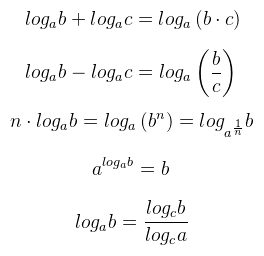 log_a b + log_a c = log_a (b · c)
log_a b − log_a c = log_a (b/c)
n · log_a b = log_a (b^n) = log_{a^{1/n}} b
a^{log_a b} = b
log_a b = log_c b / log_c a